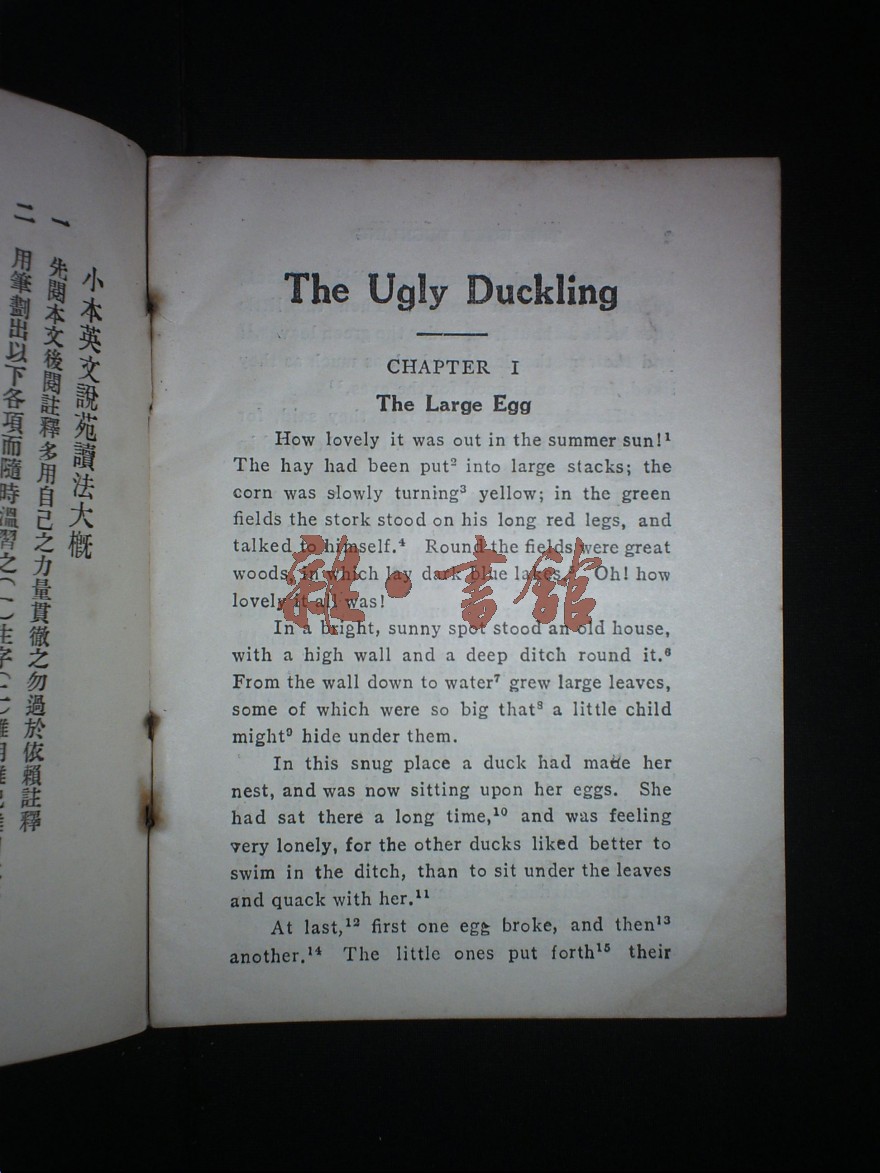 小本英文說苑讀法大概
一 先閱本文後閱註釋多用自己之力量貫徹之勿過於依賴註釋
二 用筆劃出以下各項而隨時溫習之(一)生字(二)難用難記
The Ugly Duckling
CHAPTER I
The Large Egg
How lovely it was out in the summer sun!¹
The hay had been put² into large stacks; the
corn was slowly turning³ yellow; in the green
fields the stork stood on his long red legs, and
talked to himself.⁴ Round the fields were great
woods, in which lay dark blue lakes.⁵ Oh! how
lovely it all was!
In a bright, sunny spot stood an old house,
with a high wall and a deep ditch round it.⁶
From the wall down to water⁷ grew large leaves,
some of which were so big that⁸ a little child
might⁹ hide under them.
In this snug place a duck had made her
nest, and was now sitting upon her eggs. She
had sat there a long time,¹⁰ and was feeling
very lonely, for the other ducks liked better to
swim in the ditch, than to sit under the leaves
and quack with her.¹¹
At last,¹² first one egg broke, and then¹³
another.¹⁴ The little ones put forth¹⁵ their
雜·書館